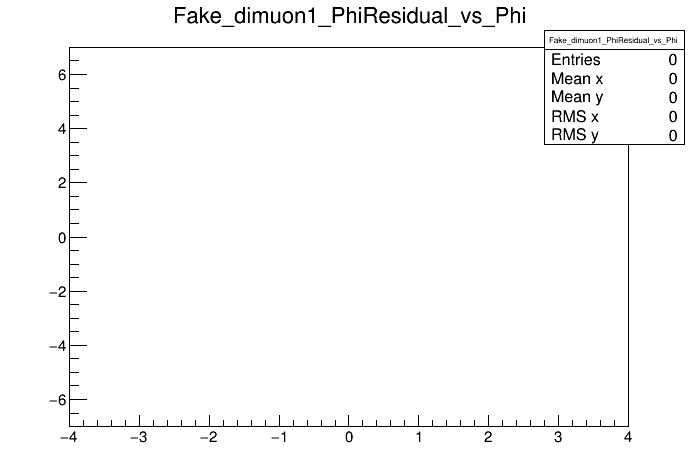 Fake_dimuon1_PhiResidual_vs_Phi
Fake_dimuon1_PhiResidual_vs_Phi
Entries 0
Mean x 0
Mean y 0
RMS x 0
RMS y 0
6
4
2
0
−2
−4
−6
−4 −3 −2 −1 0 1 2 3 4